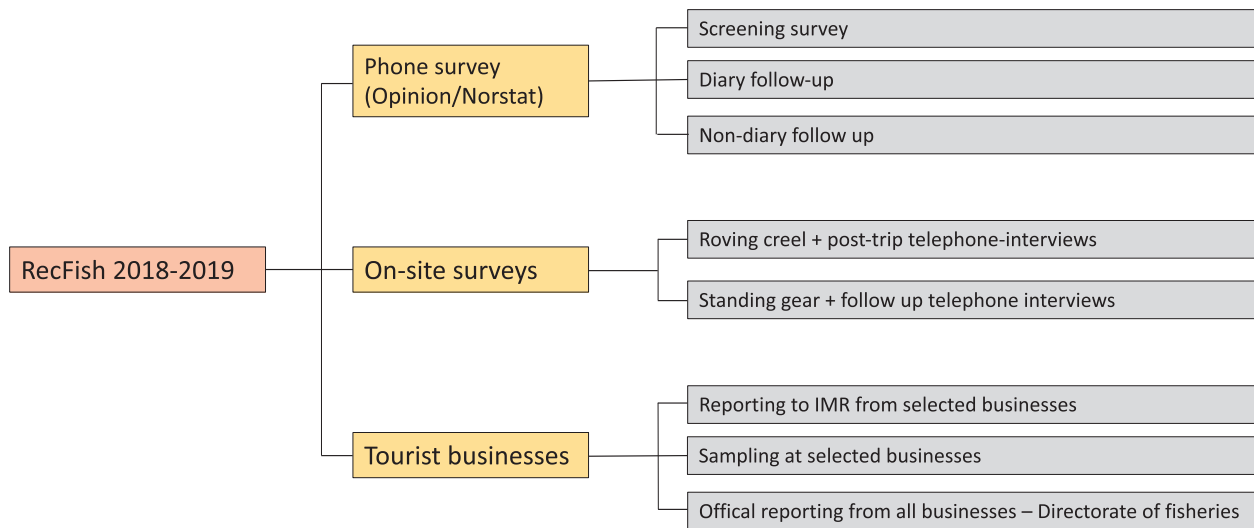 RecFish 2018-2019
Phone survey
(Opinion/Norstat)
Screening survey
Diary follow-up
Non-diary follow up
On-site surveys
Roving creel + post-trip telephone-interviews
Standing gear + follow up telephone interviews
Tourist businesses
Reporting to IMR from selected businesses
Sampling at selected businesses
Offical reporting from all businesses – Directorate of fisheries